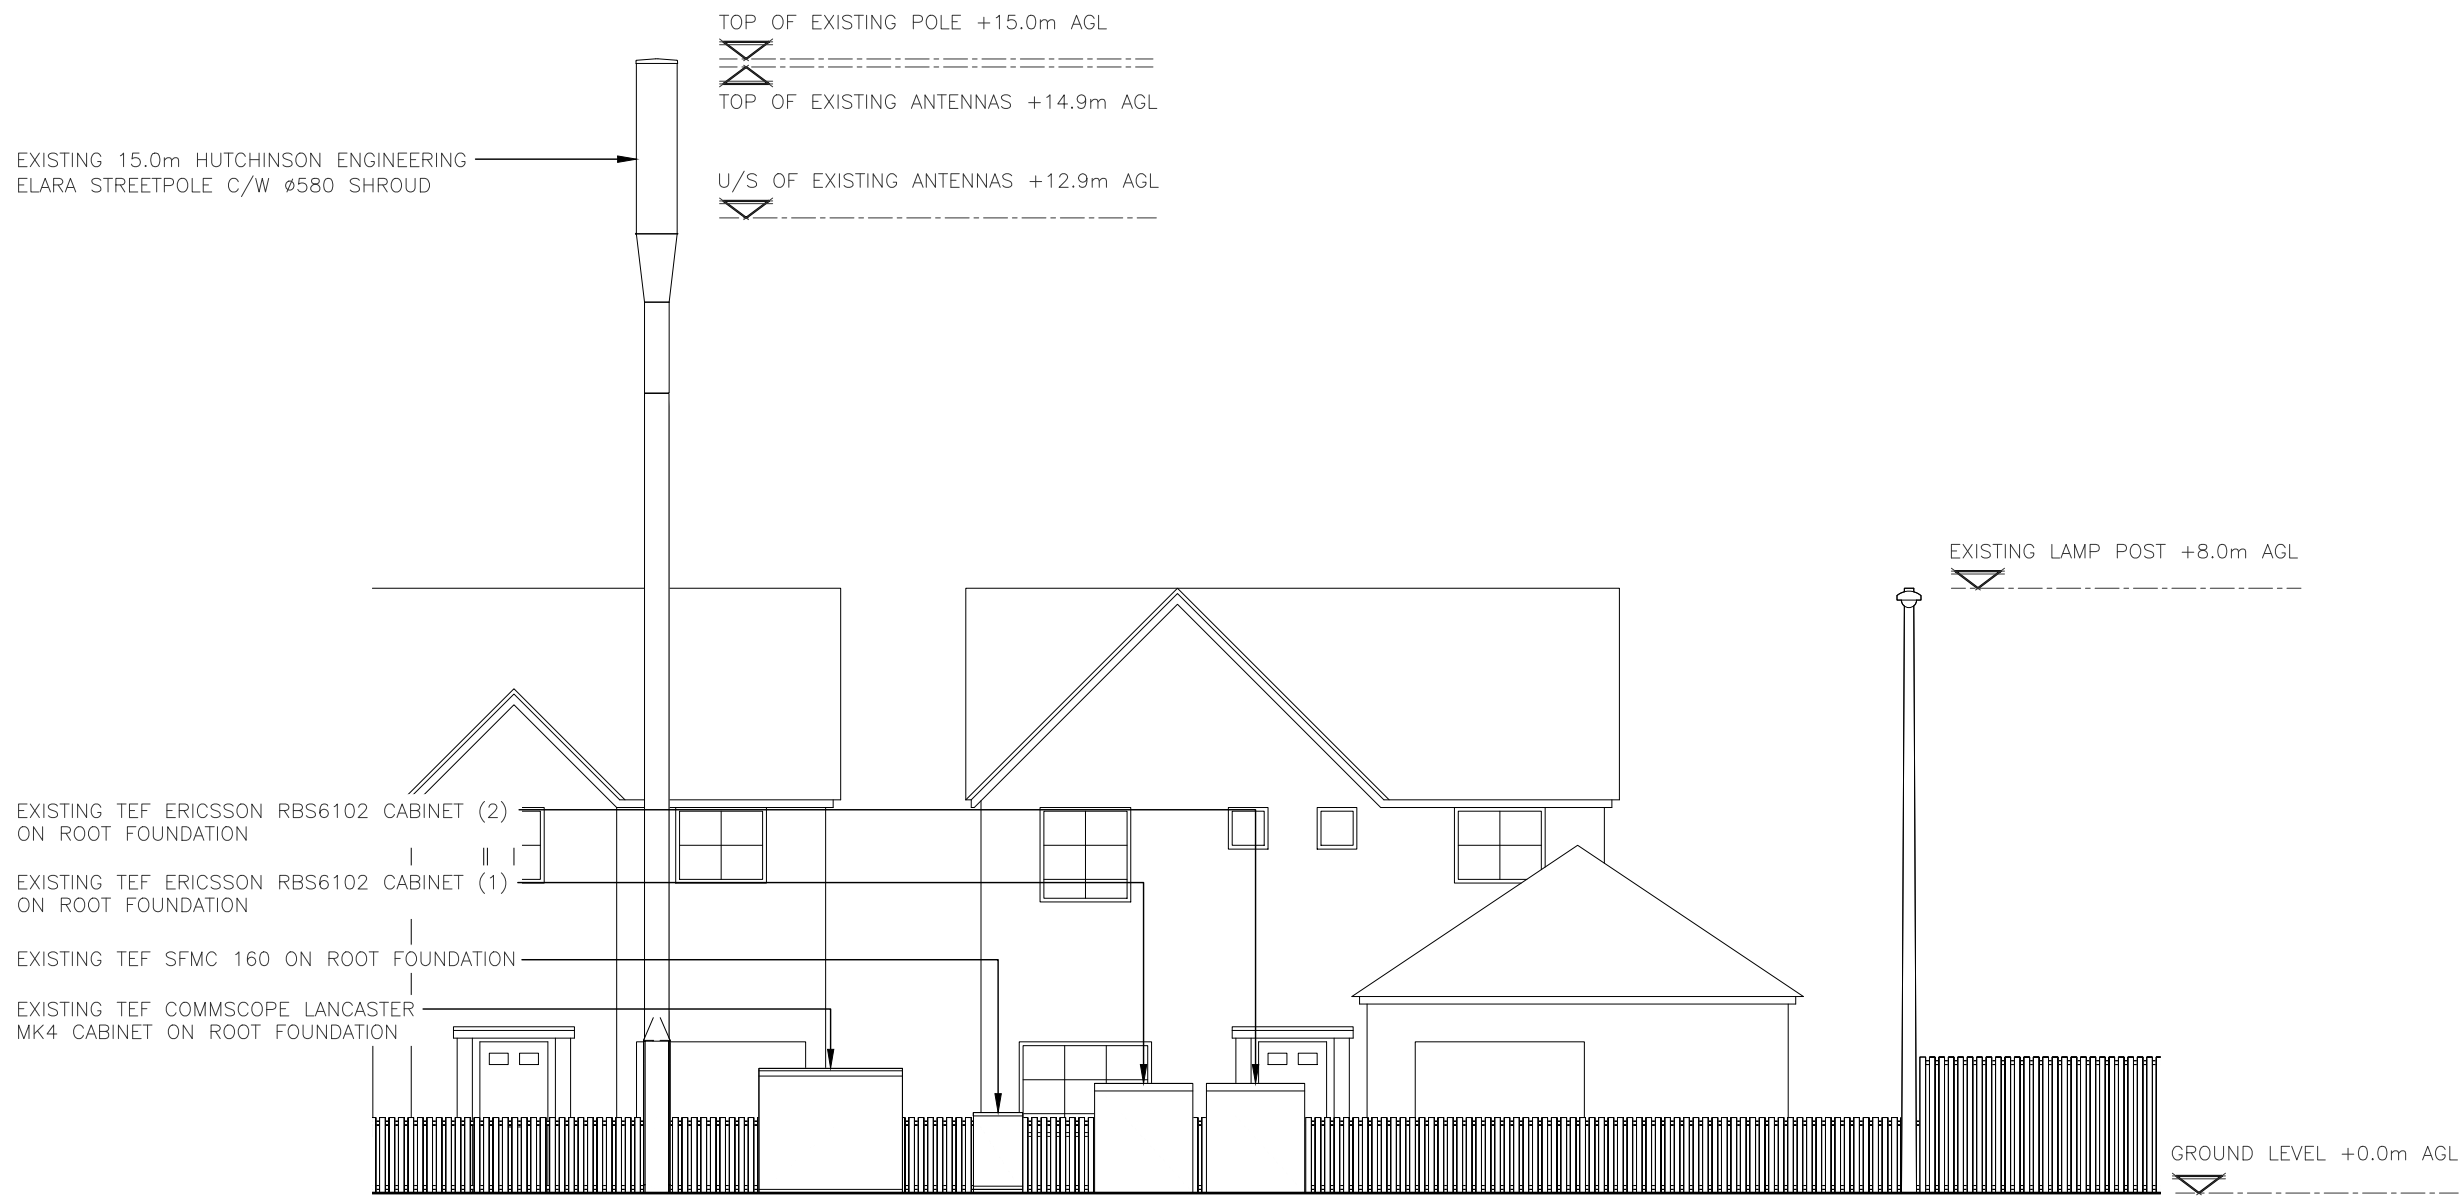 TOP OF EXISTING POLE +15.0m AGL
TOP OF EXISTING ANTENNAS +14.9m AGL
EXISTING 15.0m HUTCHINSON ENGINEERING
ELARA STREETPOLE C/W ø580 SHROUD
U/S OF EXISTING ANTENNAS +12.9m AGL
EXISTING LAMP POST +8.0m AGL
EXISTING TEF ERICSSON RBS6102 CABINET (2)
ON ROOT FOUNDATION
EXISTING TEF ERICSSON RBS6102 CABINET (1)
ON ROOT FOUNDATION
EXISTING TEF SFMC 160 ON ROOT FOUNDATION
EXISTING TEF COMMSCOPE LANCASTER
MK4 CABINET ON ROOT FOUNDATION
GROUND LEVEL +0.0m AGL